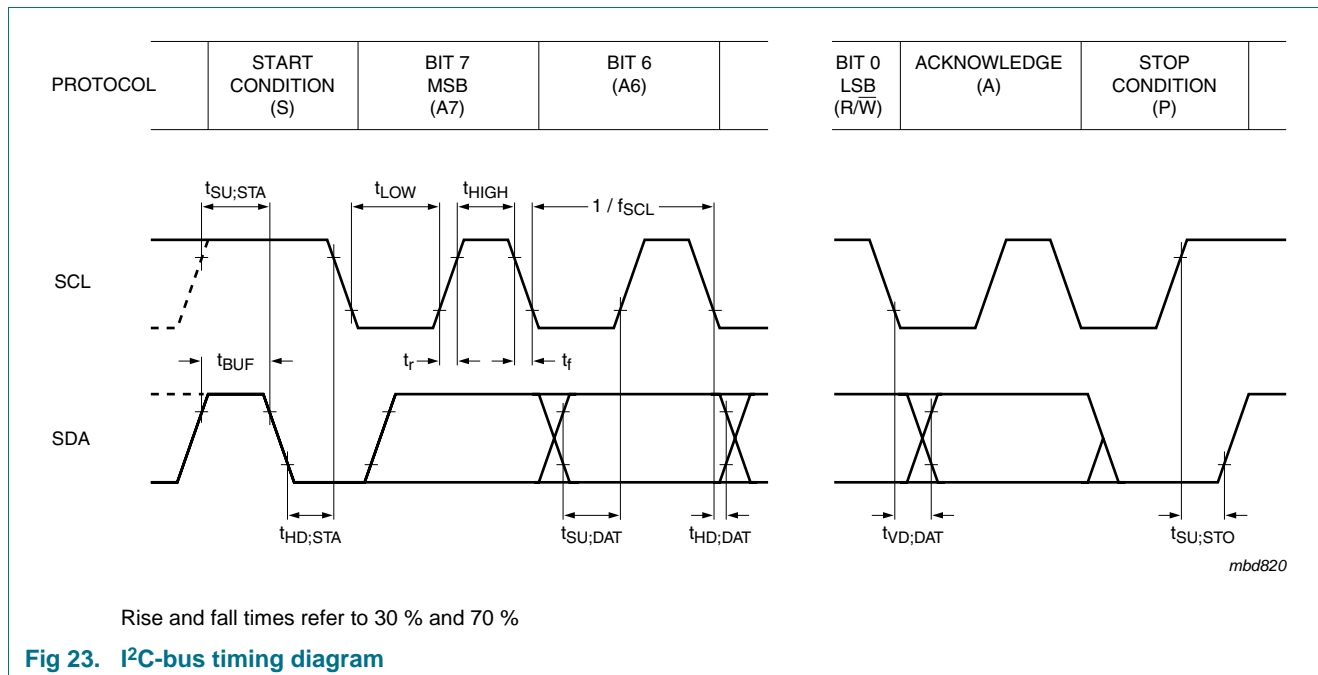 PROTOCOL
START
CONDITION
(S)
BIT 7
MSB
(A7)
BIT 6
(A6)
BIT 0
LSB
(R/W̅)
ACKNOWLEDGE
(A)
STOP
CONDITION
(P)
tSU;STA
tLOW
tHIGH
1 / fSCL
SCL
tBUF
tr
tf
SDA
tHD;STA
tSU;DAT
tHD;DAT
tVD;DAT
tSU;STO
mbd820
Rise and fall times refer to 30 % and 70 %
Fig 23. I²C-bus timing diagram